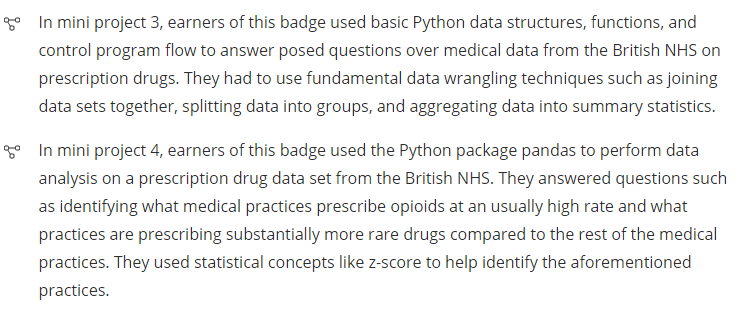 In mini project 3, earners of this badge used basic Python data structures, functions, and
control program flow to answer posed questions over medical data from the British NHS on
prescription drugs. They had to use fundamental data wrangling techniques such as joining
data sets together, splitting data into groups, and aggregating data into summary statistics.
In mini project 4, earners of this badge used the Python package pandas to perform data
analysis on a prescription drug data set from the British NHS. They answered questions such
as identifying what medical practices prescribe opioids at an usually high rate and what
practices are prescribing substantially more rare drugs compared to the rest of the medical
practices. They used statistical concepts like z-score to help identify the aforementioned
practices.